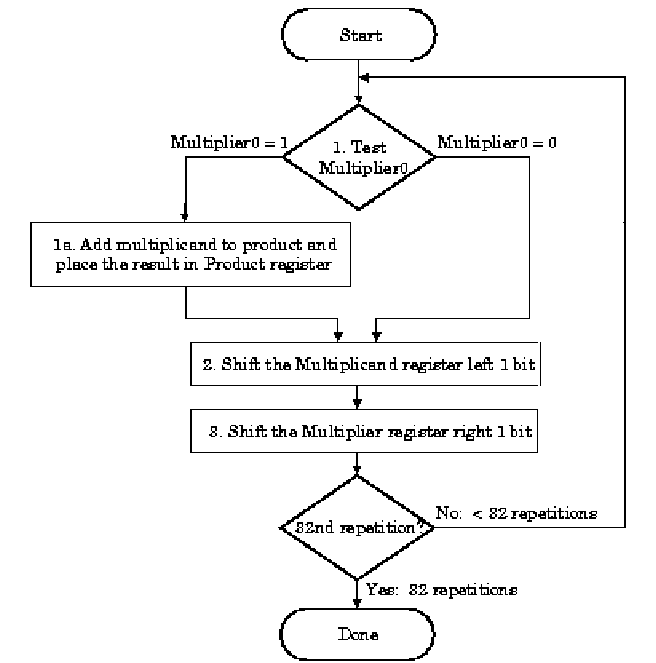 Start
Multiplier0 = 1
1. Test
Multiplier0
Multiplier0 = 0
1a. Add multiplicand to product and
place the result in Product register
2. Shift the Multiplicand register left 1 bit
3. Shift the Multiplier register right 1 bit
32nd repetition?
No: < 32 repetitions
Yes: 32 repetitions
Done